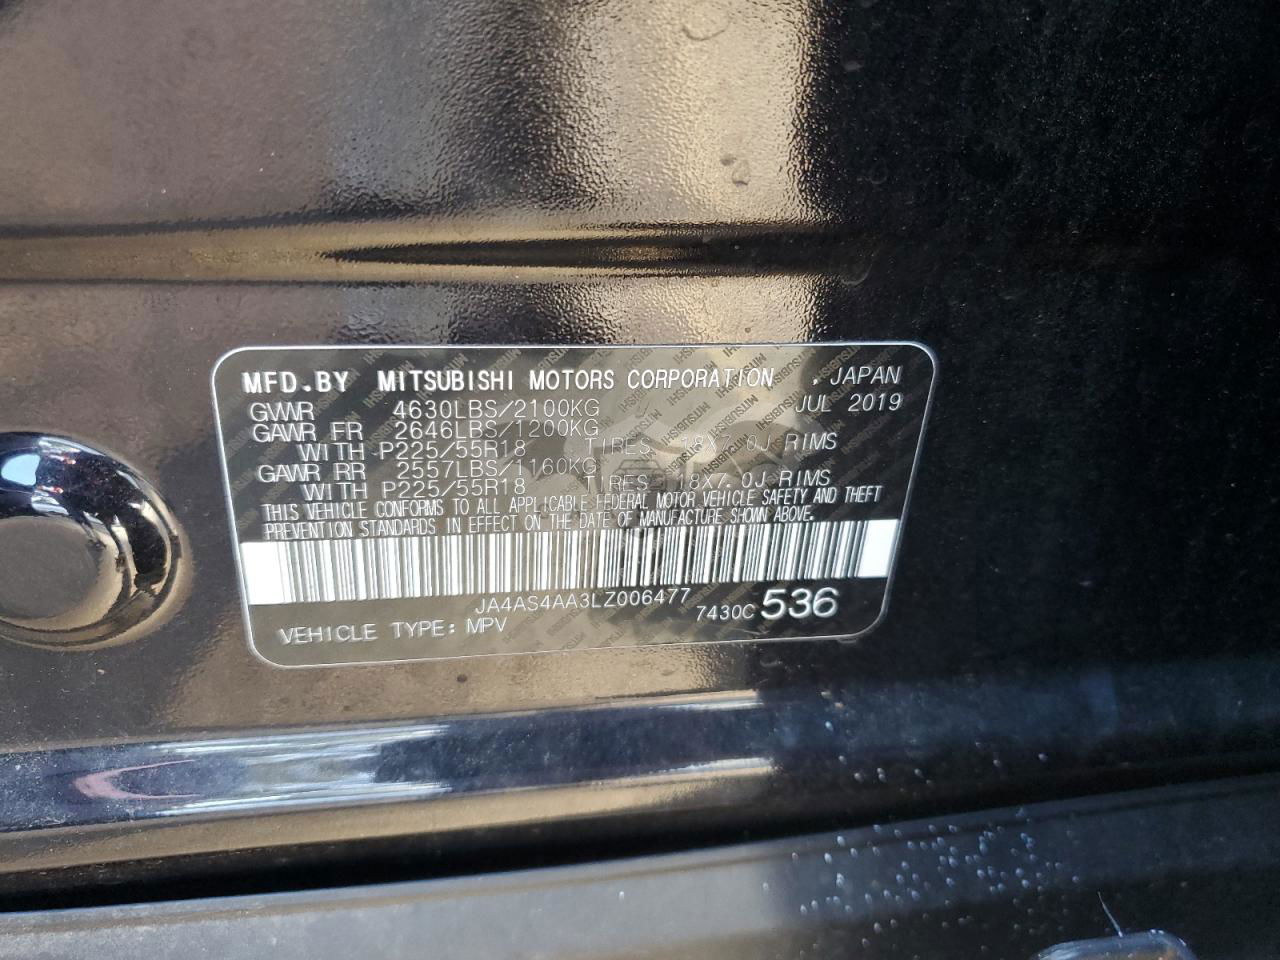 MFD.BY MITSUBISHI MOTORS CORPORATION , JAPAN
GVWR 4630LBS/2100KG JUL 2019
GAWR FR 2646LBS/1200KG
WITH P225/55R18 TIRES 18X7.0J RIMS
GAWR RR 2557LBS/1160KG
WITH P225/55R18 TIRES 18X7.0J RIMS
THIS VEHICLE CONFORMS TO ALL APPLICABLE FEDERAL MOTOR VEHICLE SAFETY AND THEFT
PREVENTION STANDARDS IN EFFECT ON THE DATE OF MANUFACTURE SHOWN ABOVE.
JA4AS4AA3LZ006477
7430C 536
VEHICLE TYPE: MPV